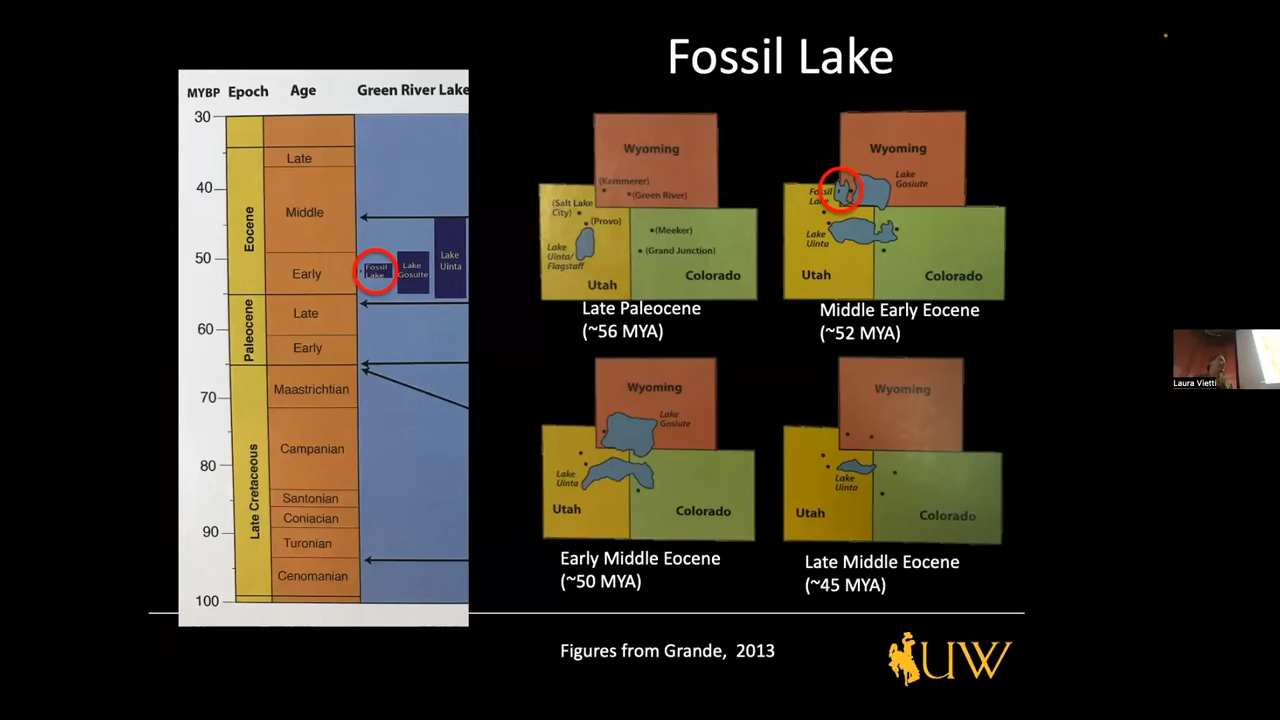 Fossil Lake
MYBP Epoch Age Green River Lake
30
40
50
60
70
80
90
100
Eocene
Paleocene
Late Cretaceous
Late
Middle
Early
Late
Early
Maastrichtian
Campanian
Santonian
Coniacian
Turonian
Cenomanian
Fossil
Lake
Lake
Gosuite
Lake
Uinta
Wyoming
(Kemmerer)
(Green River)
(Salt Lake
City)
(Provo)
(Meeker)
(Grand Junction)
Lake
Uinta/
Flagstaff
Utah
Colorado
Late Paleocene
(~56 MYA)
Wyoming
Lake
Gosiute
Fossil
Lake
Lake
Uinta
Utah
Colorado
Middle Early Eocene
(~52 MYA)
Wyoming
Lake
Gosiute
Lake
Uinta
Utah
Colorado
Early Middle Eocene
(~50 MYA)
Wyoming
Lake
Uinta
Utah
Colorado
Late Middle Eocene
(~45 MYA)
Figures from Grande, 2013
UW
Laura Vietti